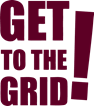 GET
TO THE
GRID!